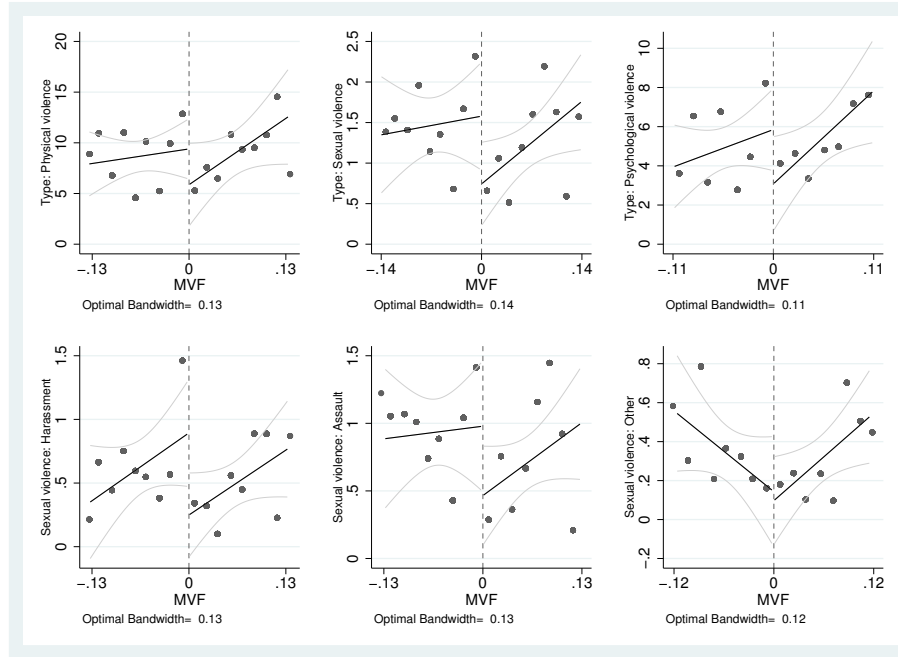 Type: Physical violence
20
15
10
5
0
−.13 0 .13
MVF
Optimal Bandwidth= 0.13
Type: Sexual violence
2.5
2
1.5
1
.5
0
−.14 0 .14
MVF
Optimal Bandwidth= 0.14
Type: Psychological violence
10
8
6
4
2
0
−.11 0 .11
MVF
Optimal Bandwidth= 0.11
Sexual violence: Harassment
1.5
1
.5
0
−.13 0 .13
MVF
Optimal Bandwidth= 0.13
Sexual violence: Assault
1.5
1
.5
0
−.13 0 .13
MVF
Optimal Bandwidth= 0.13
Sexual violence: Other
.8
.6
.4
.2
0
−.2
−.12 0 .12
MVF
Optimal Bandwidth= 0.12